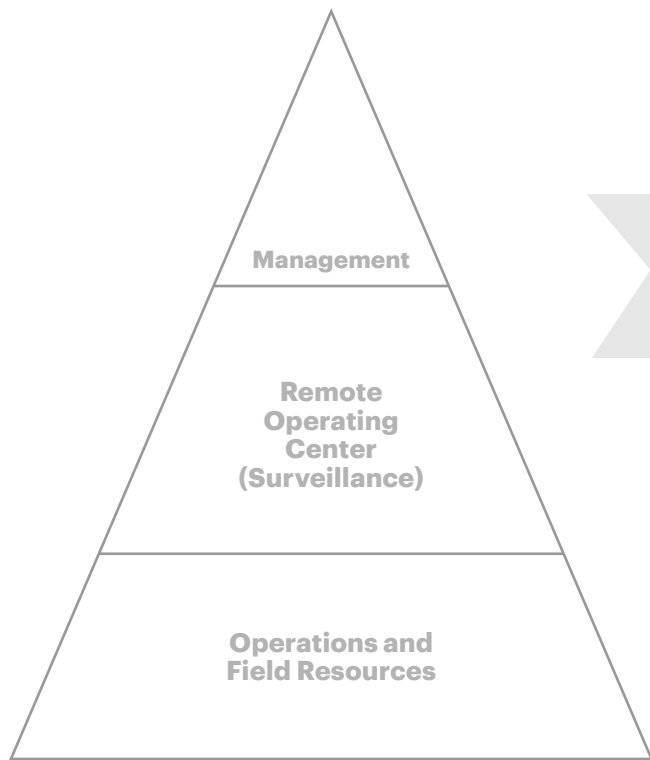 Management
Remote
Operating
Center
(Surveillance)
Operations and
Field Resources